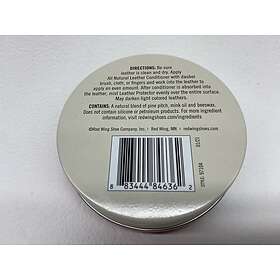 DIRECTIONS: Be sure
leather is clean and dry. Apply
All Natural Leather Conditioner with dauber
brush, cloth, or fingers and work into the leather to
apply an even amount. After conditioner is absorbed into
the leather, mist Leather Protector evenly over the entire surface.
May darken light colored leathers.
CONTAINS: A natural blend of pine pitch, mink oil and beeswax.
Does not contain silicone or petroleum products. For more ingredient
information visit redwingshoes.com/ingredients
©Red Wing Shoe Company, Inc. • Red Wing, MN • redwingshoes.com
8 83444 84636 2
01/21
STYLE: 97104